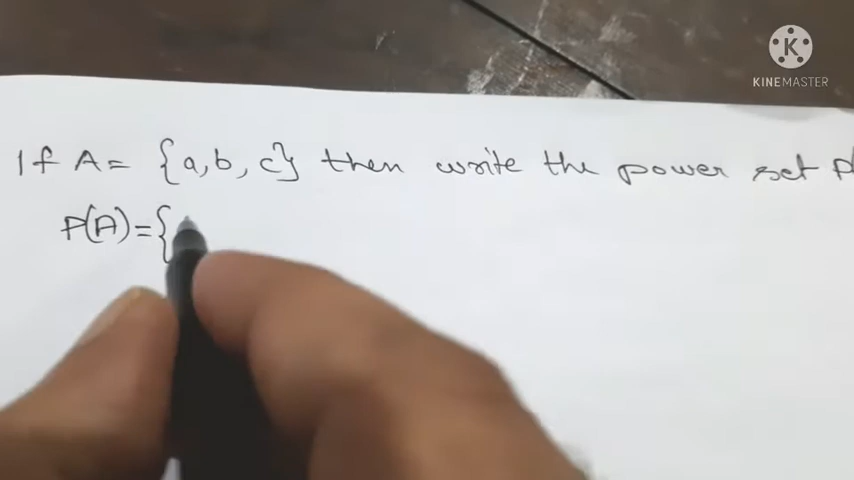 K
KINEMASTER
If A = {a, b, c} then write the power set
P(A) = {